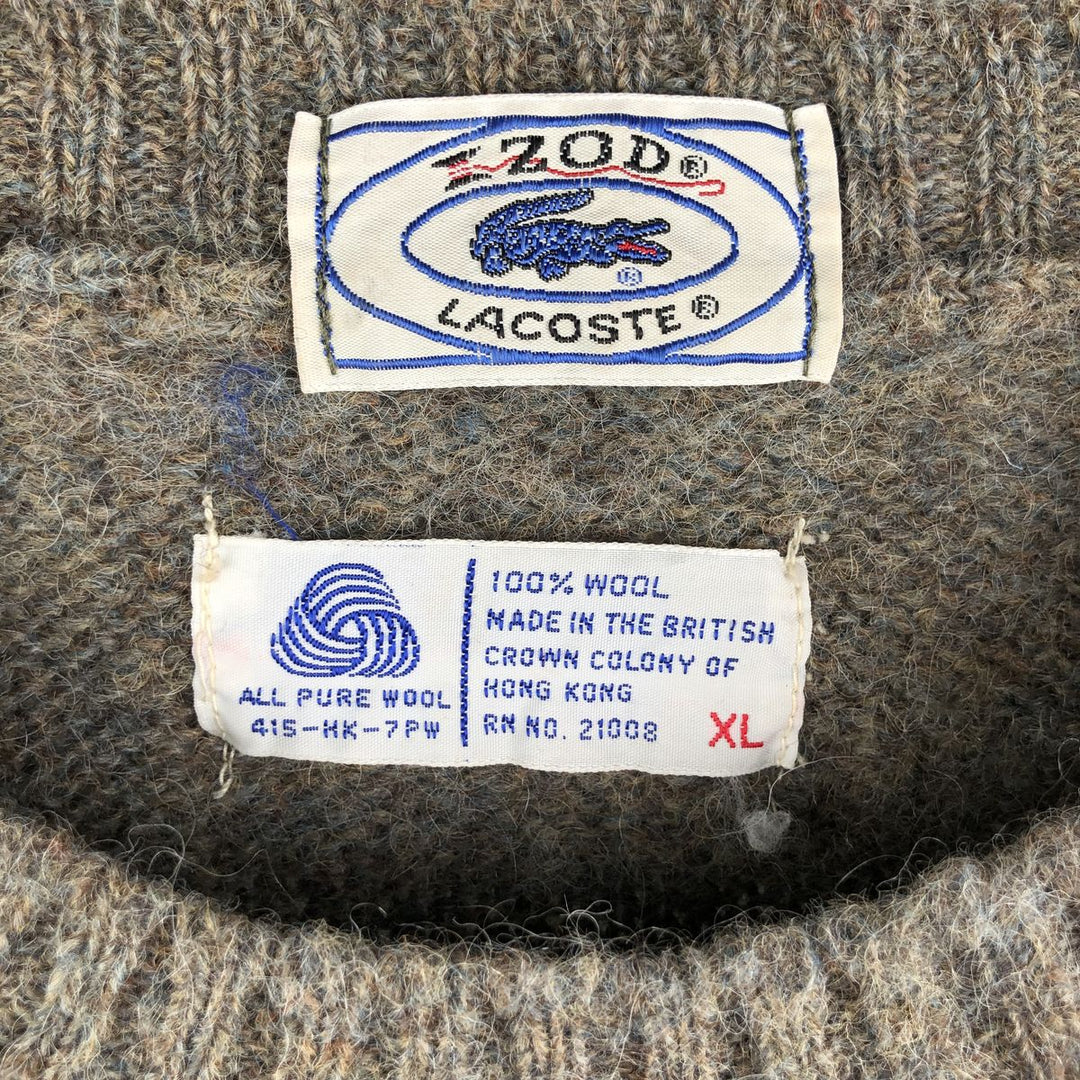 IZOD®
®
LACOSTE®
ALL PURE WOOL
415-HK-7PW
100% WOOL
MADE IN THE BRITISH
CROWN COLONY OF
HONG KONG
RN NO. 21008
XL